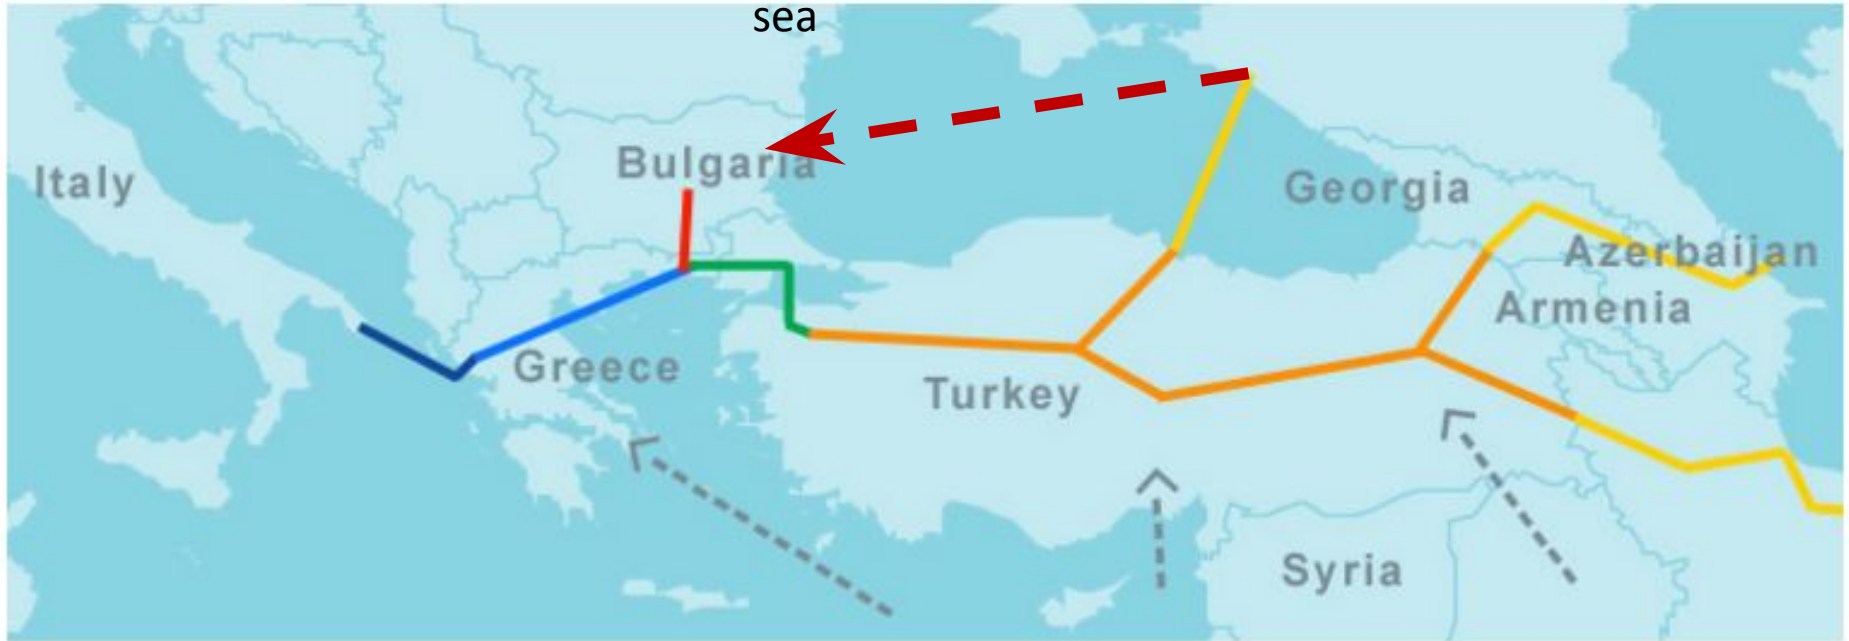 sea
Bulgaria
Italy
Georgia
Azerbaijan
Armenia
Greece
Turkey
Syria